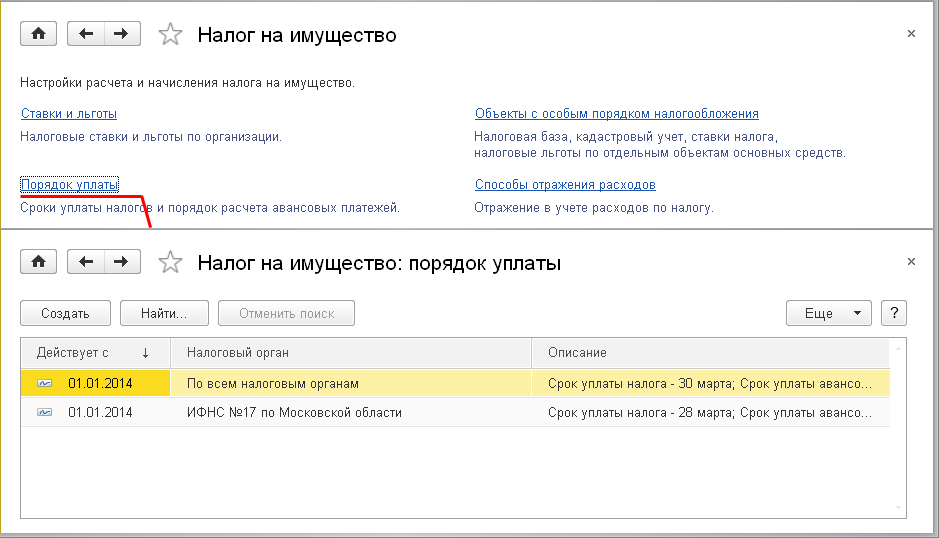 Налог на имущество
Настройки расчета и начисления налога на имущество.
Ставки и льготы
Налоговые ставки и льготы по организации.
Объекты с особым порядком налогообложения
Налоговая база, кадастровый учет, ставки налога,
налоговые льготы по отдельным объектам основных средств.
Порядок уплаты
Сроки уплаты налогов и порядок расчета авансовых платежей.
Способы отражения расходов
Отражение в учете расходов по налогу.
Налог на имущество: порядок уплаты
Создать Найти... Отменить поиск Еще ?
Действует с ↓ Налоговый орган Описание
01.01.2014 По всем налоговым органам Срок уплаты налога - 30 марта; Срок уплаты авансо...
01.01.2014 ИФНС №17 по Московской области Срок уплаты налога - 28 марта; Срок уплаты авансо...